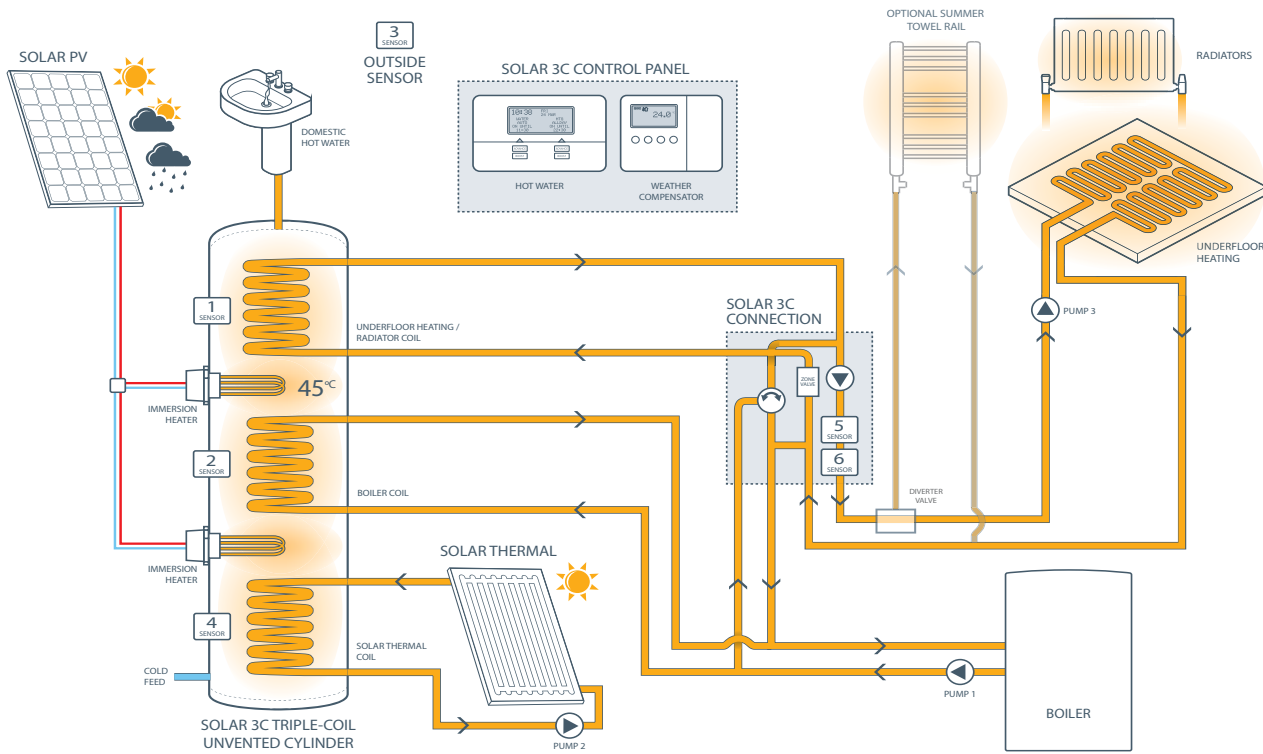 3
SENSOR
OUTSIDE
SENSOR
OPTIONAL SUMMER
TOWEL RAIL
SOLAR PV
SOLAR 3C CONTROL PANEL
RADIATORS
10:30
24.0
DOMESTIC
HOT WATER
HOT WATER
WEATHER
COMPENSATOR
UNDERFLOOR
HEATING
1
SENSOR
UNDERFLOOR HEATING /
RADIATOR COIL
SOLAR 3C
CONNECTION
PUMP 3
ZONE
VALVE
45°C
IMMERSION
HEATER
5
SENSOR
6
SENSOR
2
SENSOR
BOILER COIL
DIVERTER
VALVE
IMMERSION
HEATER
SOLAR THERMAL
4
SENSOR
SOLAR THERMAL
COIL
COLD
FEED
PUMP 1
BOILER
SOLAR 3C TRIPLE-COIL
UNVENTED CYLINDER
PUMP 2